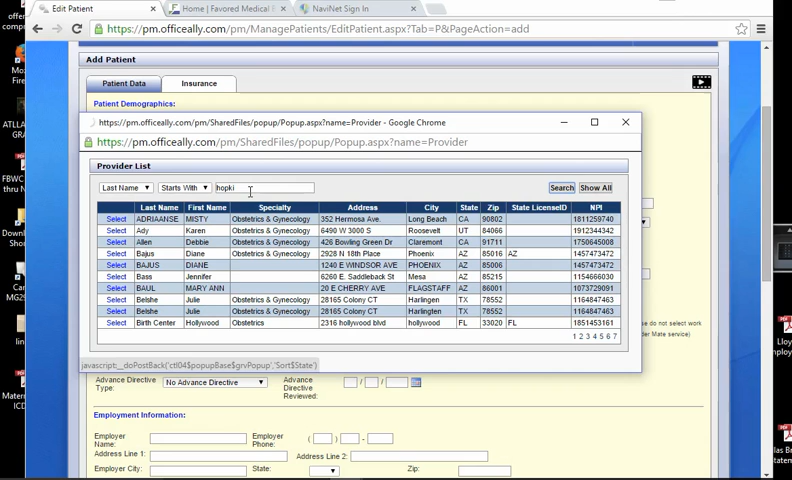 Edit Patient
Home | Favored Medical B
NaviNet Sign In
https://pm.officeally.com/pm/ManagePatients/EditPatient.aspx?Tab=P&PageAction=add
Add Patient
Patient Data Insurance
Patient Demographics:
https://pm.officeally.com/pm/SharedFiles/popup/Popup.aspx?name=Provider - Google Chrome
https://pm.officeally.com/pm/SharedFiles/popup/Popup.aspx?name=Provider
Provider List
Last Name Starts With hopki Search Show All
Last Name First Name Specialty Address City State Zip State LicenseID NPI
Select ADRIAANSE MISTY Obstetrics & Gynecology 352 Hermosa Ave. Long Beach CA 90802 1811259740
Select Ady Karen Obstetrics & Gynecology 6490 W 3000 S Roosevelt UT 84066 1912344342
Select Allen Debbie Obstetrics & Gynecology 426 Bowling Green Dr Claremont CA 91711 1750645008
Select Bajus Diane Obstetrics & Gynecology 2928 N 18th Place Phoenix AZ 85016 AZ 1457473472
Select BAJUS DIANE 1240 E WINDSOR AVE PHOENIX AZ 85006 1457473472
Select Bass Jennifer 6260 E. Saddleback St Mesa AZ 85215 1154666030
Select BAUL MARY ANN 20 E CHERRY AVE FLAGSTAFF AZ 86001 1073729091
Select Belshe Julie Obstetrics & Gynecology 28165 Colony CT Harlingen TX 78552 1164847463
Select Belshe Julie Obstetrics & Gynecology 28165 Colony CT Harlingen TX 78552 1164847463
Select Birth Center Hollywood Obstetrics 2316 hollywood blvd hollywood FL 33020 FL 1851453161
1 2 3 4 5 6 7
se do not select work
r Mate service)
javascript:__doPostBack('ctl04$popupBase$grvPopup','Sort$State')
Advance Directive Type: No Advance Directive Advance Directive Reviewed: / /
Employment Information:
Employer Name: Employer Phone: ( ) -
Address Line 1: Address Line 2:
Employer City: State: Zip: